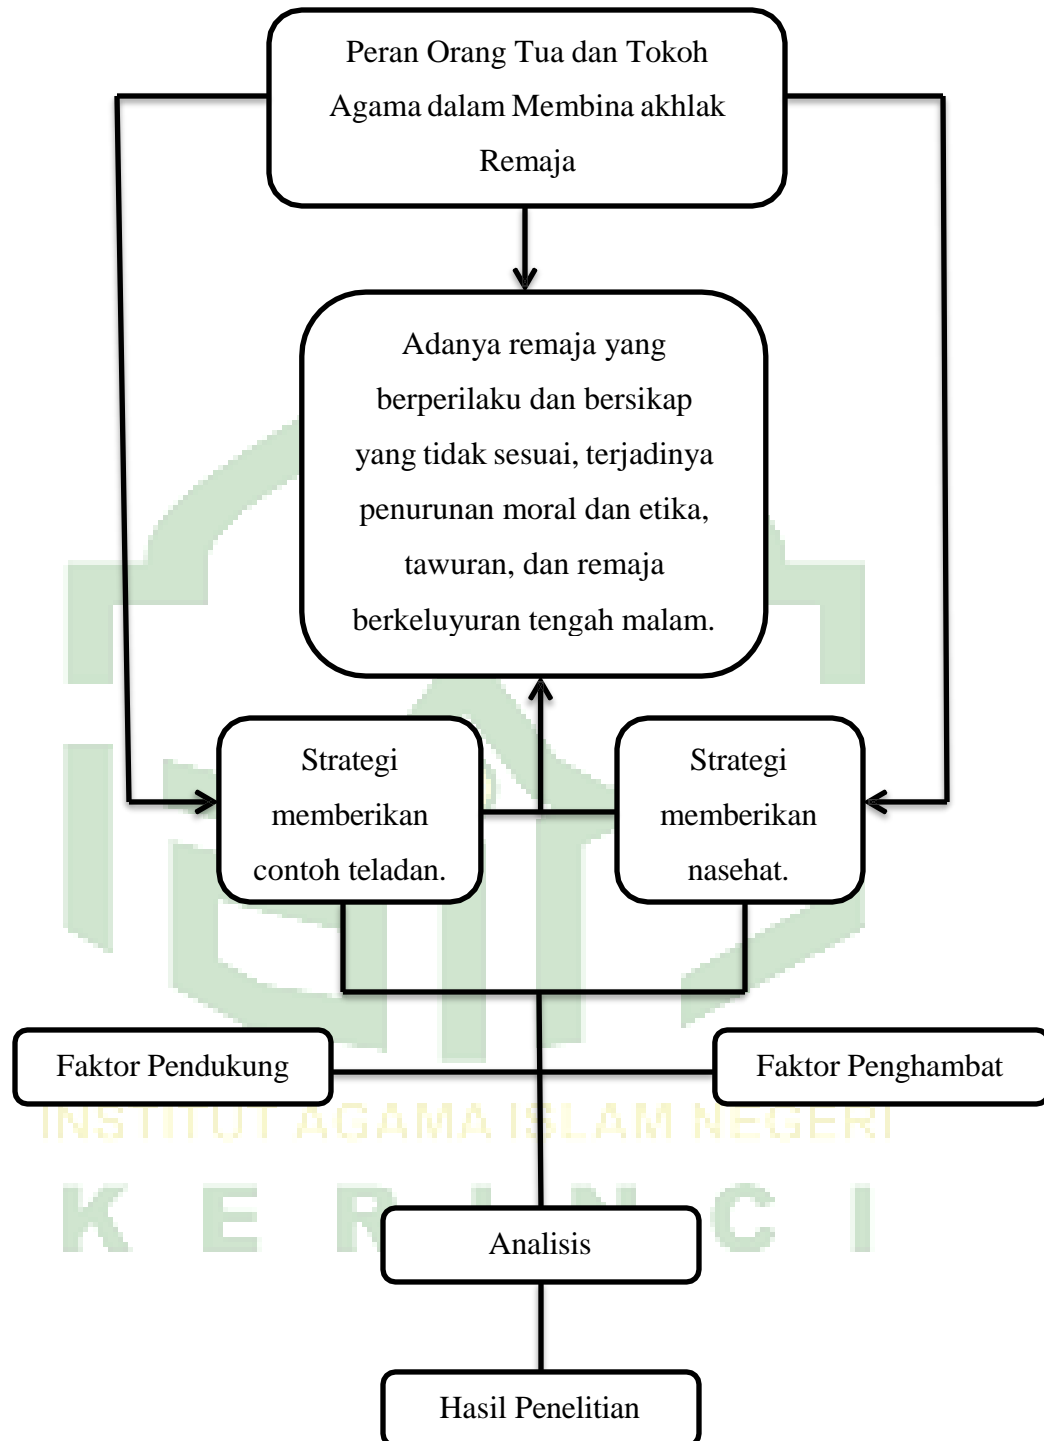 Peran Orang Tua dan Tokoh
Agama dalam Membina akhlak
Remaja
Adanya remaja yang
berperilaku dan bersikap
yang tidak sesuai, terjadinya
penurunan moral dan etika,
tawuran, dan remaja
berkeluyuran tengah malam.
Strategi
memberikan
contoh teladan.
Strategi
memberikan
nasehat.
Faktor Pendukung
Faktor Penghambat
INSTITUT AGAMA ISLAM NEGERI
KERINCI
Analisis
Hasil Penelitian